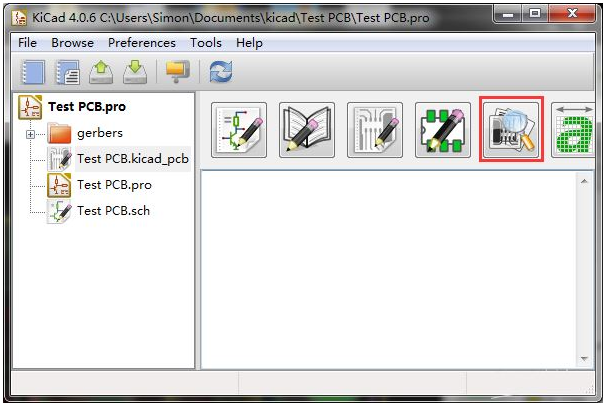 KiCad 4.0.6 C:\Users\Simon\Documents\kicad\Test PCB\Test PCB.pro
File Browse Preferences Tools Help
Test PCB.pro
gerbers
Test PCB.kicad_pcb
Test PCB.pro
Test PCB.sch
a